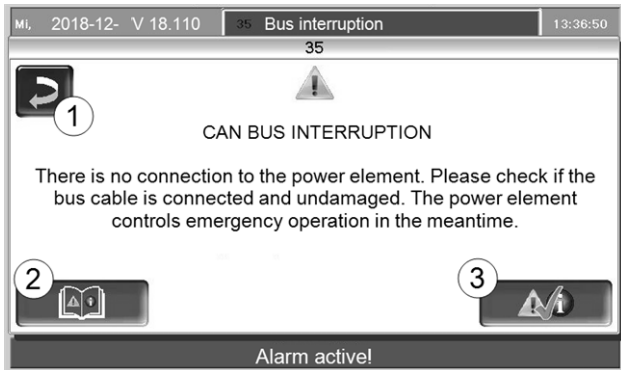 Mi, 2018-12- V 18.110 35 Bus interruption 13:36:50
35
1
CAN BUS INTERRUPTION
There is no connection to the power element. Please check if the
bus cable is connected and undamaged. The power element
controls emergency operation in the meantime.
2
3
Alarm active!